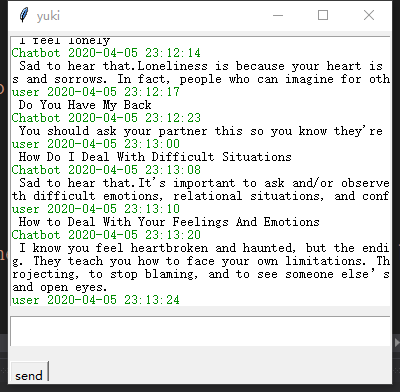 yuki
I feel lonely
Chatbot 2020-04-05 23:12:14
Sad to hear that.Loneliness is because your heart is
s and sorrows. In fact, people who can imagine for oth
user 2020-04-05 23:12:17
Do You Have My Back
Chatbot 2020-04-05 23:12:23
You should ask your partner this so you know they're
user 2020-04-05 23:13:00
How Do I Deal With Difficult Situations
Chatbot 2020-04-05 23:13:08
Sad to hear that.It's important to ask and/or observe
th difficult emotions, relational situations, and conf
user 2020-04-05 23:13:10
How to Deal With Your Feelings And Emotions
Chatbot 2020-04-05 23:13:20
I know you feel heartbroken and haunted, but the endi
g. They teach you how to face your own limitations. Th
rojecting, to stop blaming, and to see someone else's
and open eyes.
user 2020-04-05 23:13:24
send